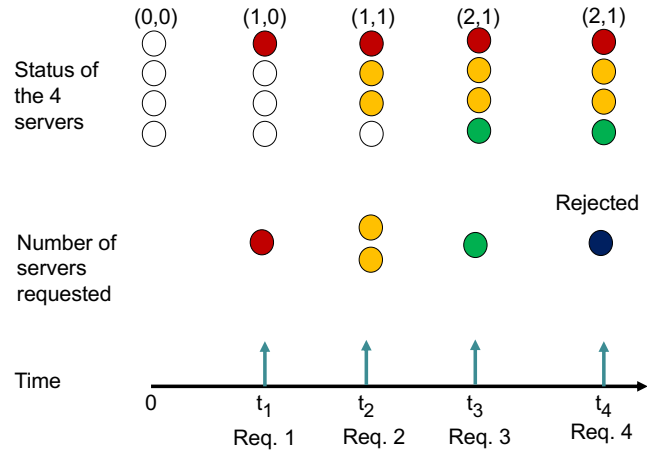 (0,0) (1,0) (1,1) (2,1) (2,1)
Status of
the 4
servers
Rejected
Number of
servers
requested
Time
0 t1 t2 t3 t4
Req. 1 Req. 2 Req. 3 Req. 4